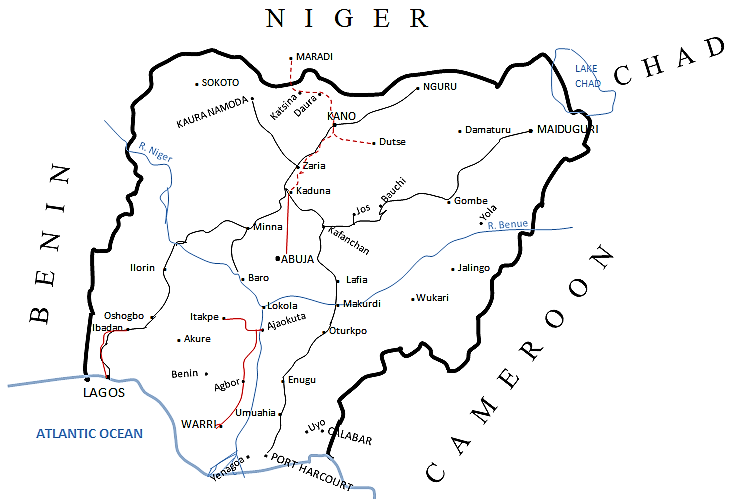 NIGER
MARADI
CHAD
LAKE
CHAD
SOKOTO
NGURU
KAURA NAMODA
Katsina
Daura
KANO
Damaturu
MAIDUGURI
Dutse
R. Niger
Zaria
BENIN
Kaduna
Bauchi
Gombe
Jos
Yola
Minna
Kafanchan
R. Benue
ABUJA
Ilorin
Jalingo
Baro
Lafia
CAMEROON
Wukari
Lokola
Makurdi
Oshogbo
Itakpe
Ajaokuta
Ibadan
Oturkpo
Akure
Benin
Agbor
Enugu
LAGOS
Umuahia
WARRI
Uyo
CALABAR
ATLANTIC OCEAN
Yenagoa
PORT HARCOURT